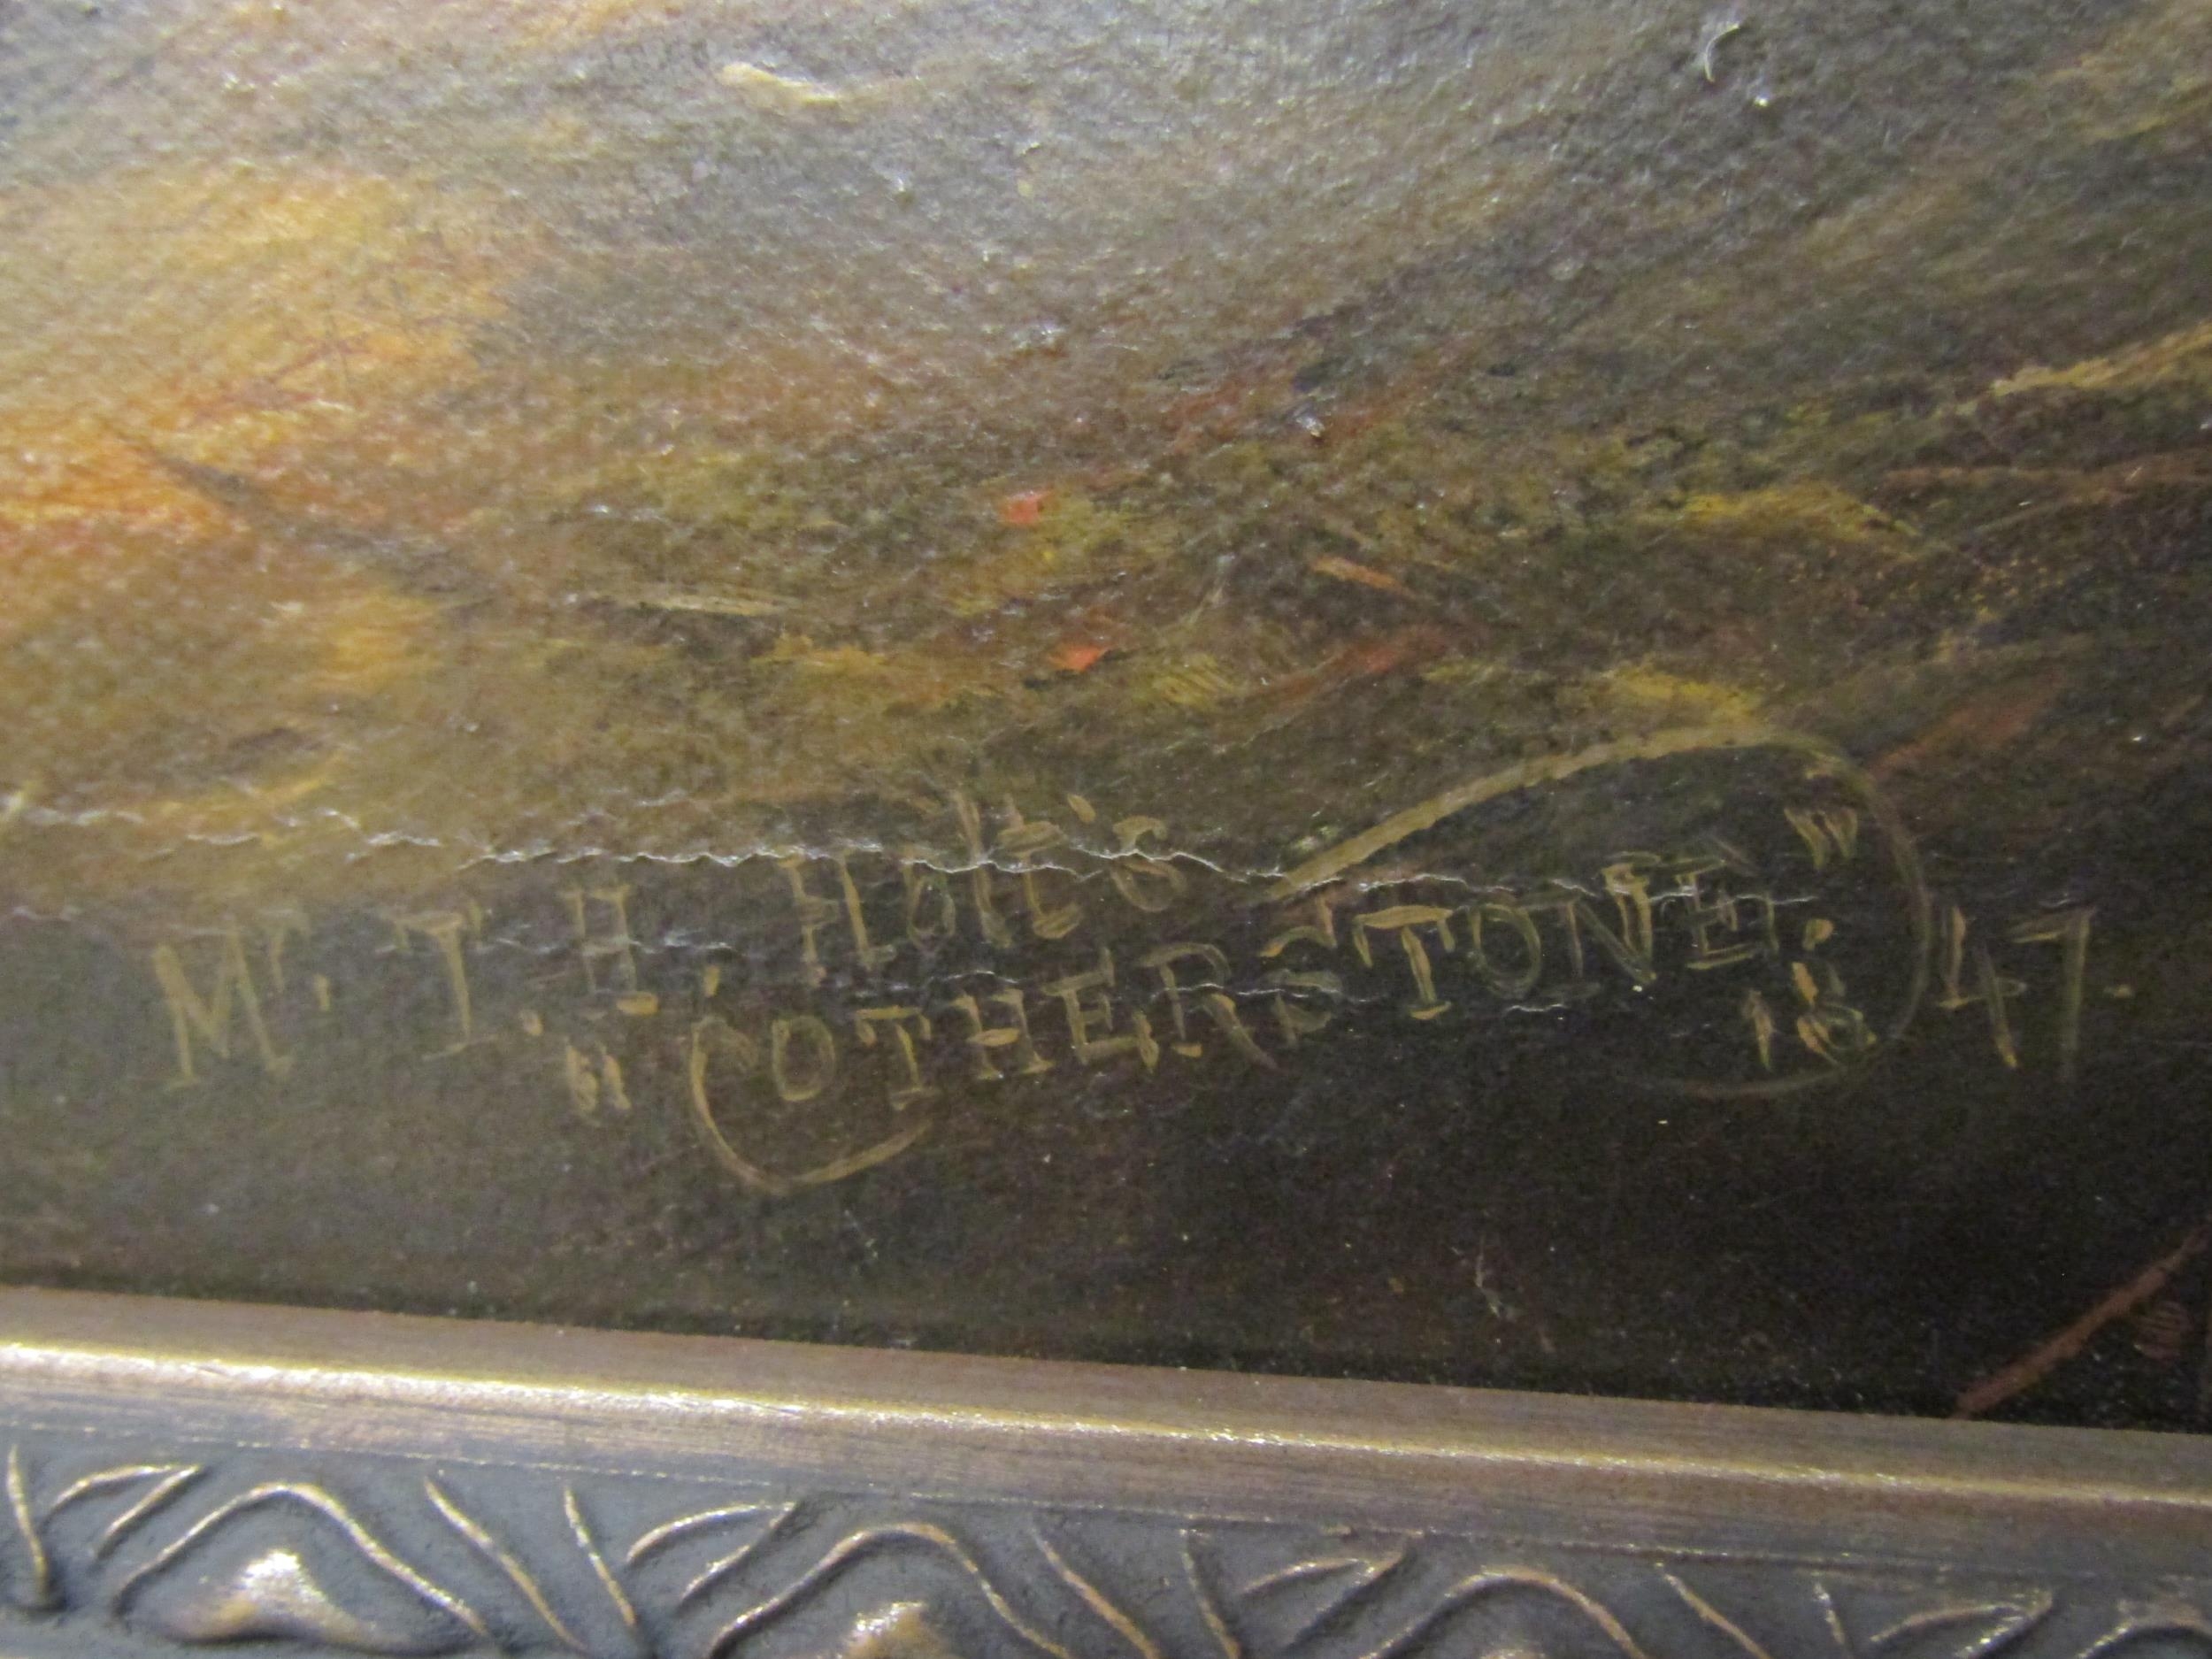 Mr. T. H. Holt's
"COTHERSTONE."
1847.